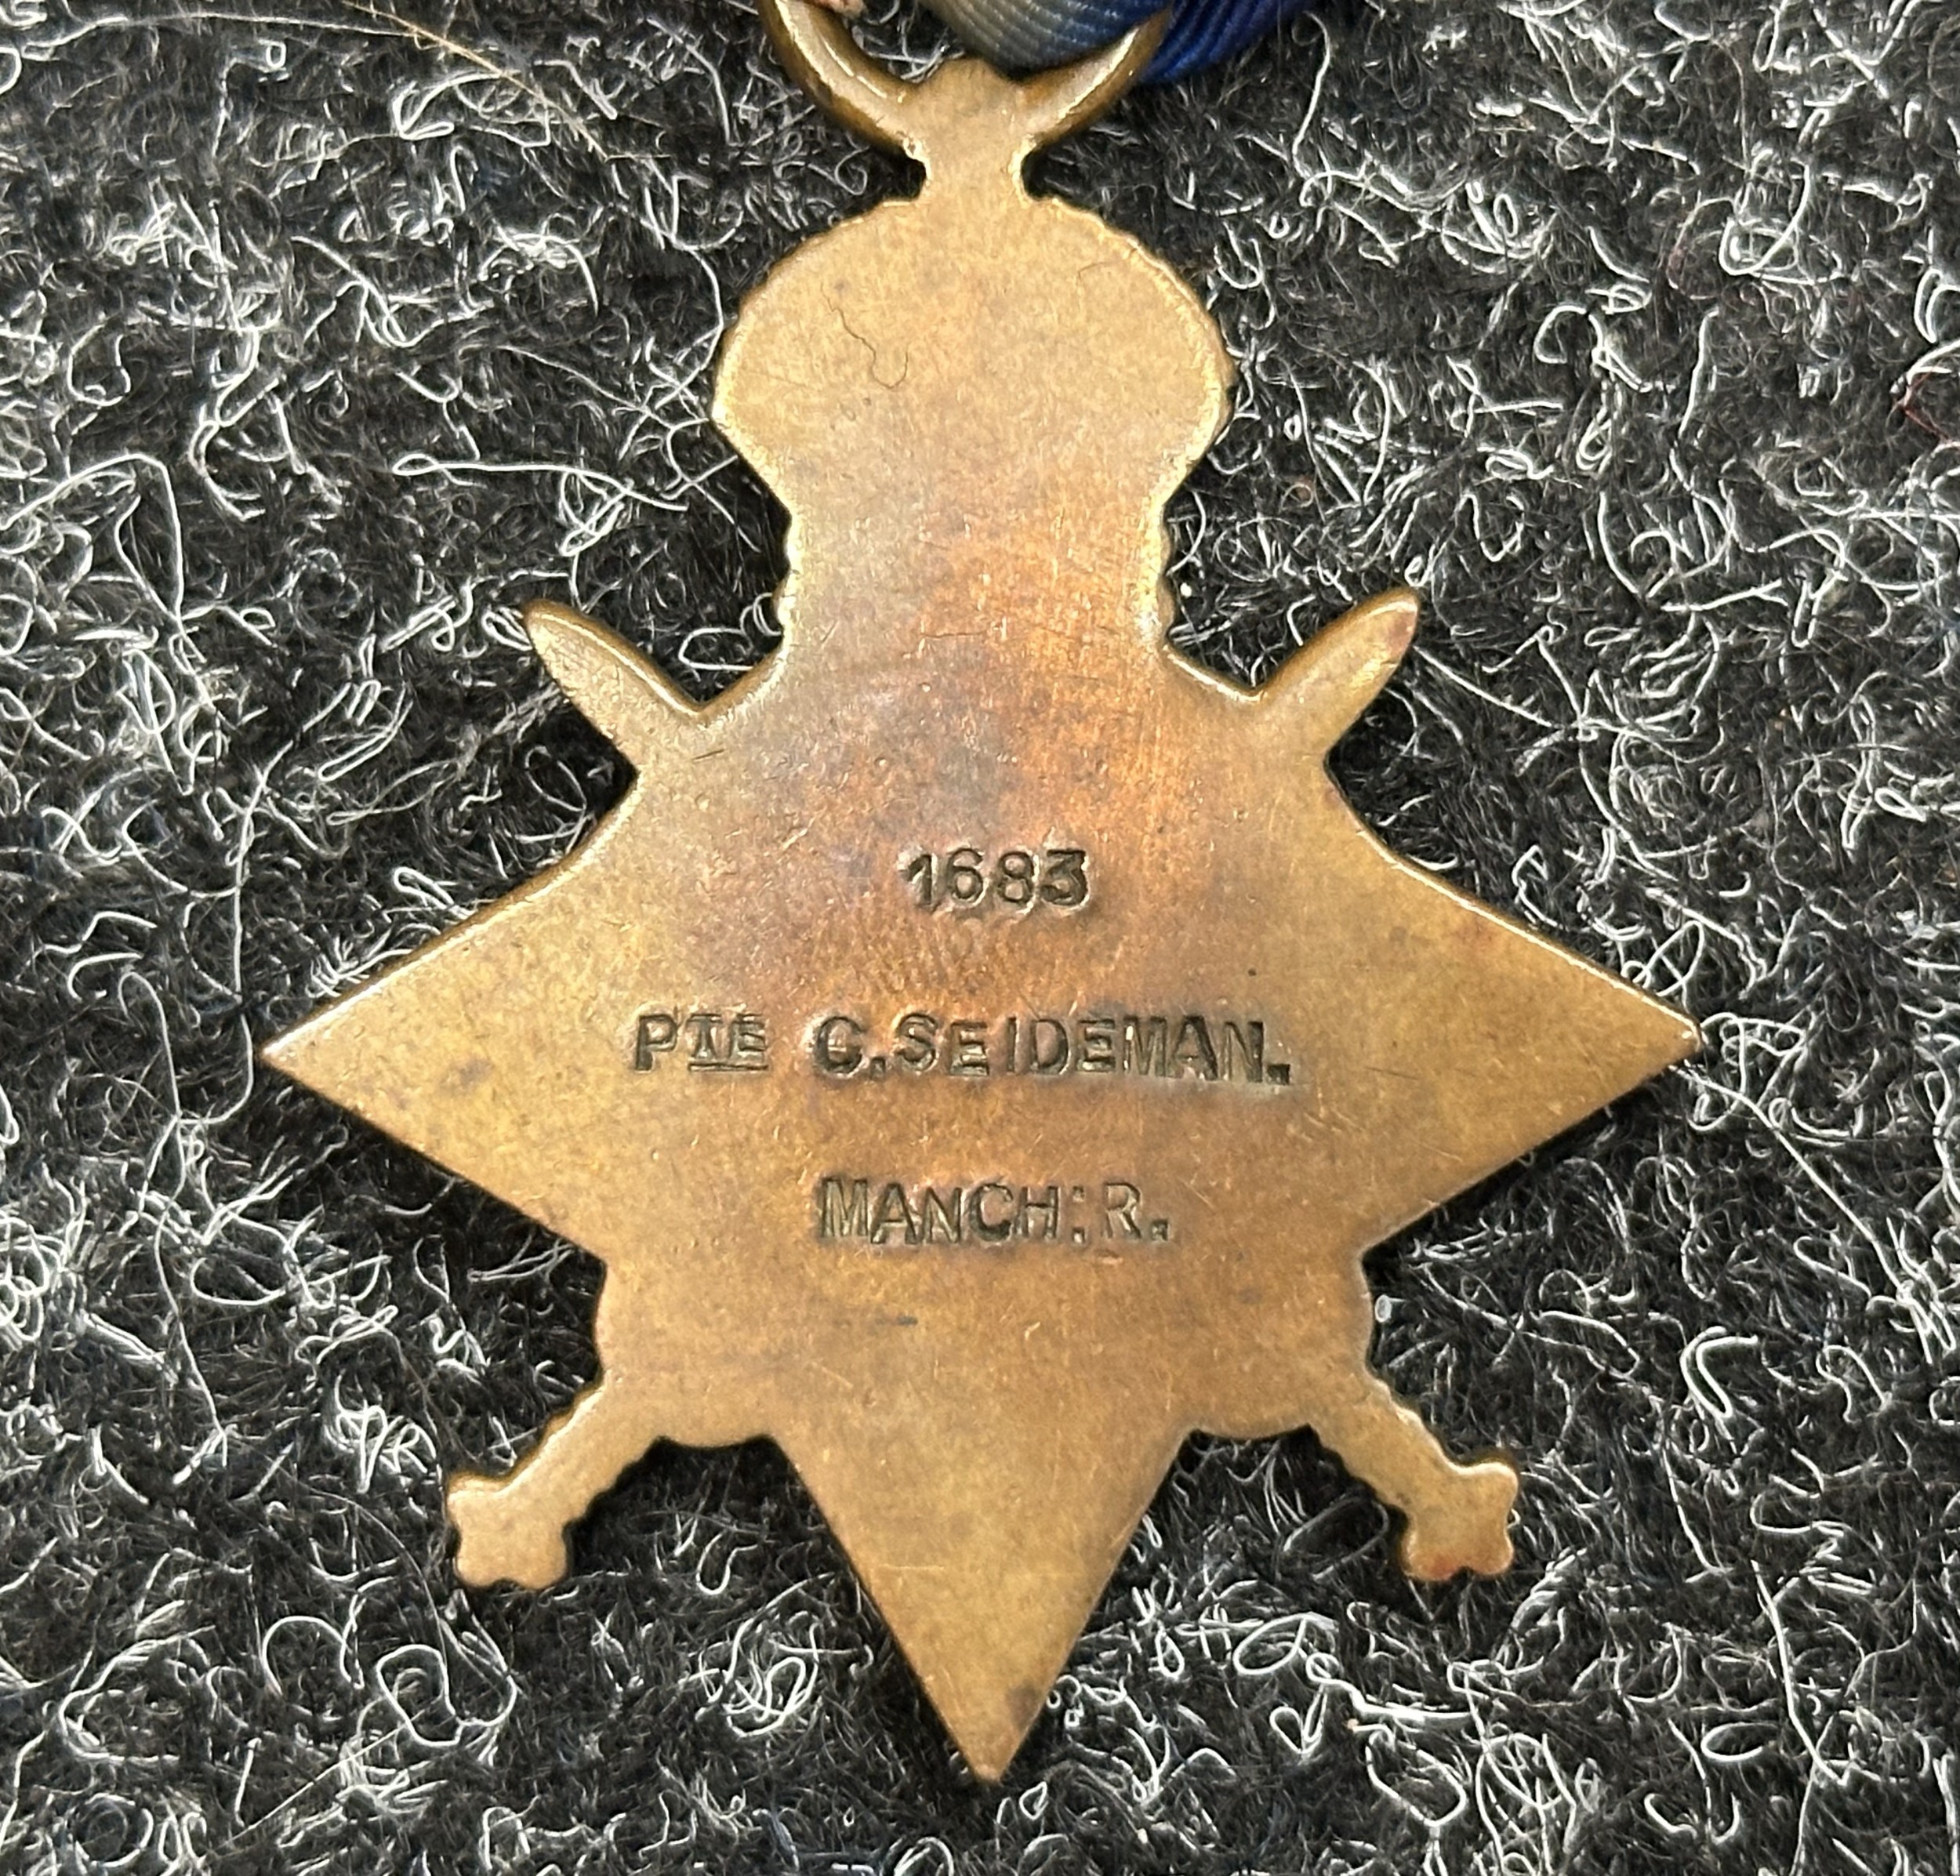 1683
PTE C.SEIDEMAN.
MANCH:R.